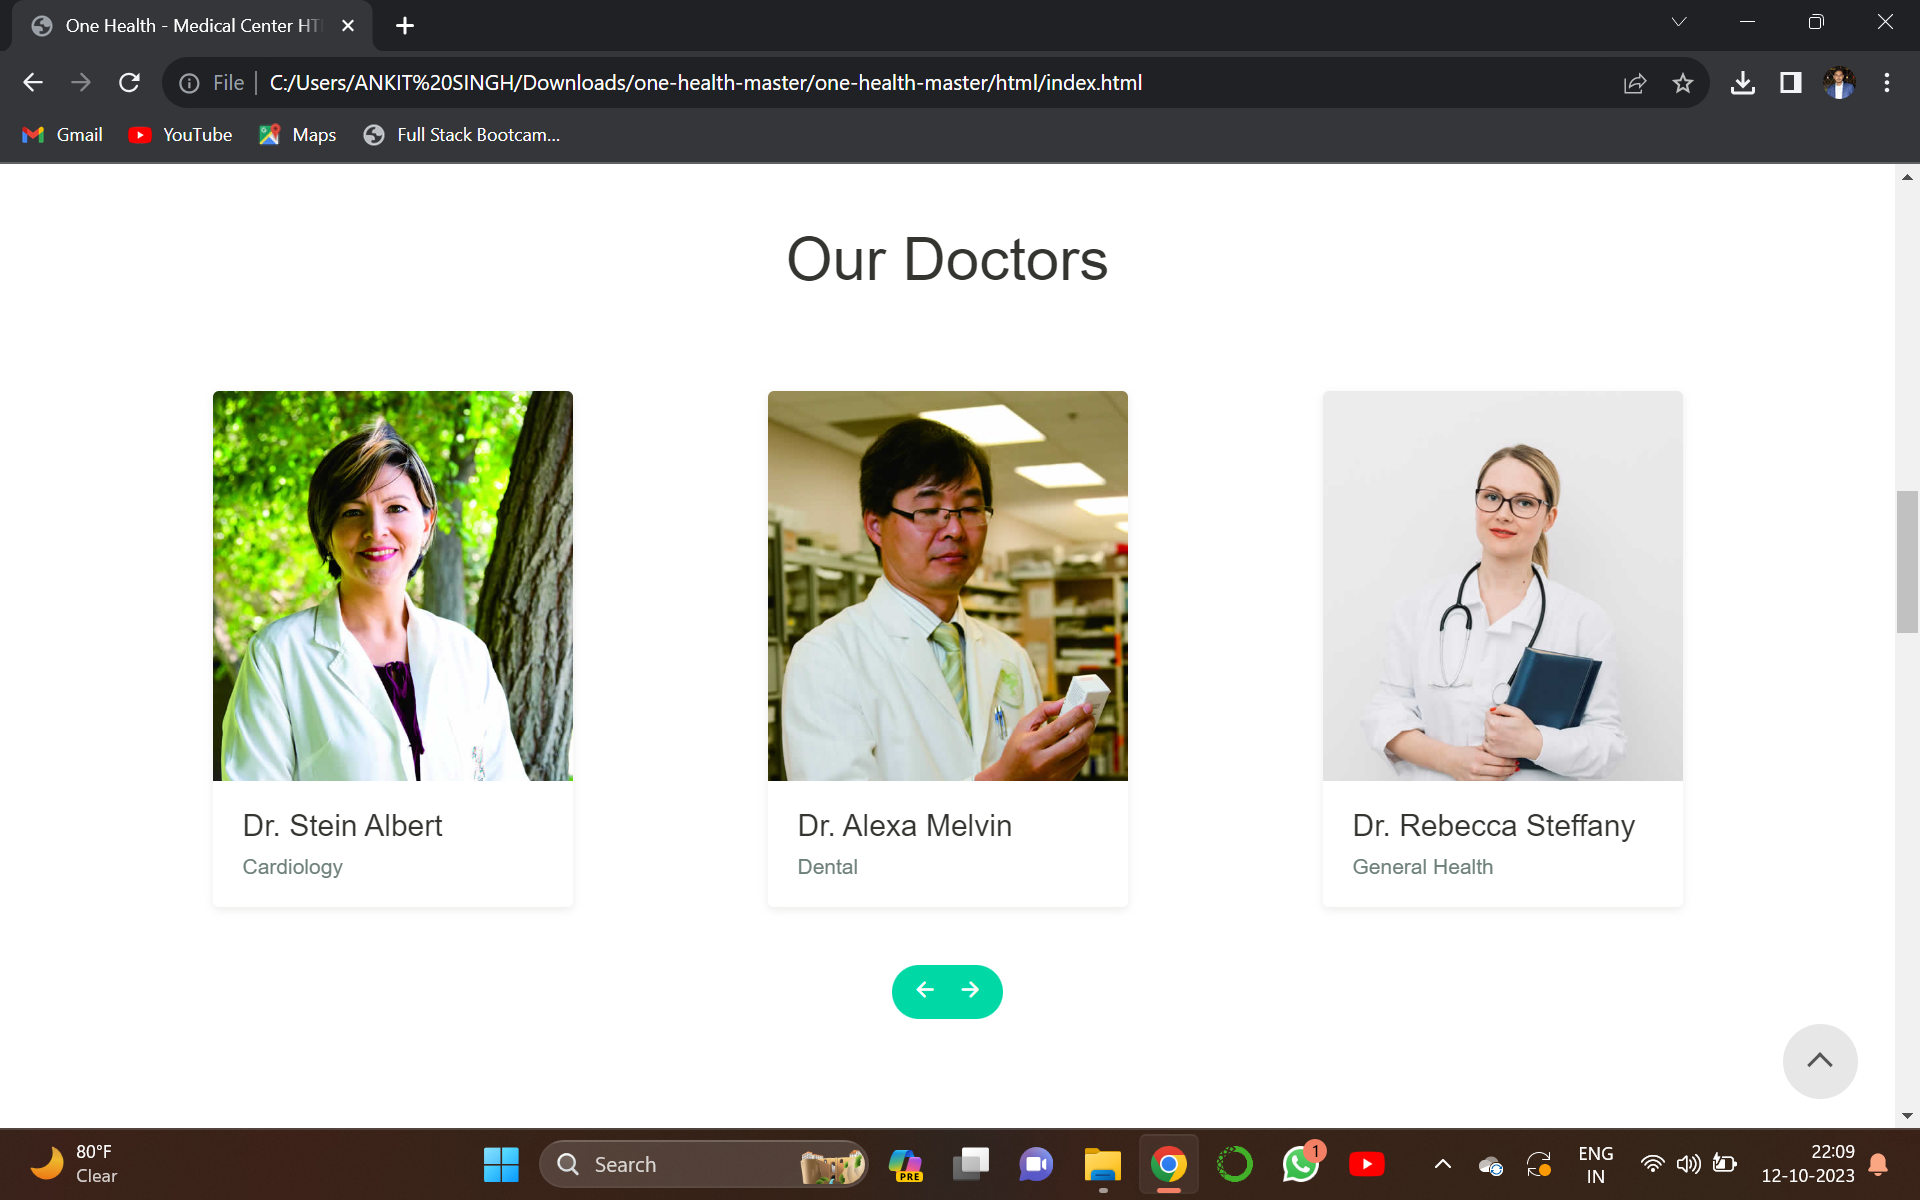 One Health - Medical Center HT
File C:/Users/ANKIT%20SINGH/Downloads/one-health-master/one-health-master/html/index.html
Gmail YouTube Maps Full Stack Bootcam...
Our Doctors
Dr. Stein Albert
Cardiology
Dr. Alexa Melvin
Dental
Dr. Rebecca Steffany
General Health
80°F
Clear
Search
PRE
1
ENG
IN
22:09
12-10-2023